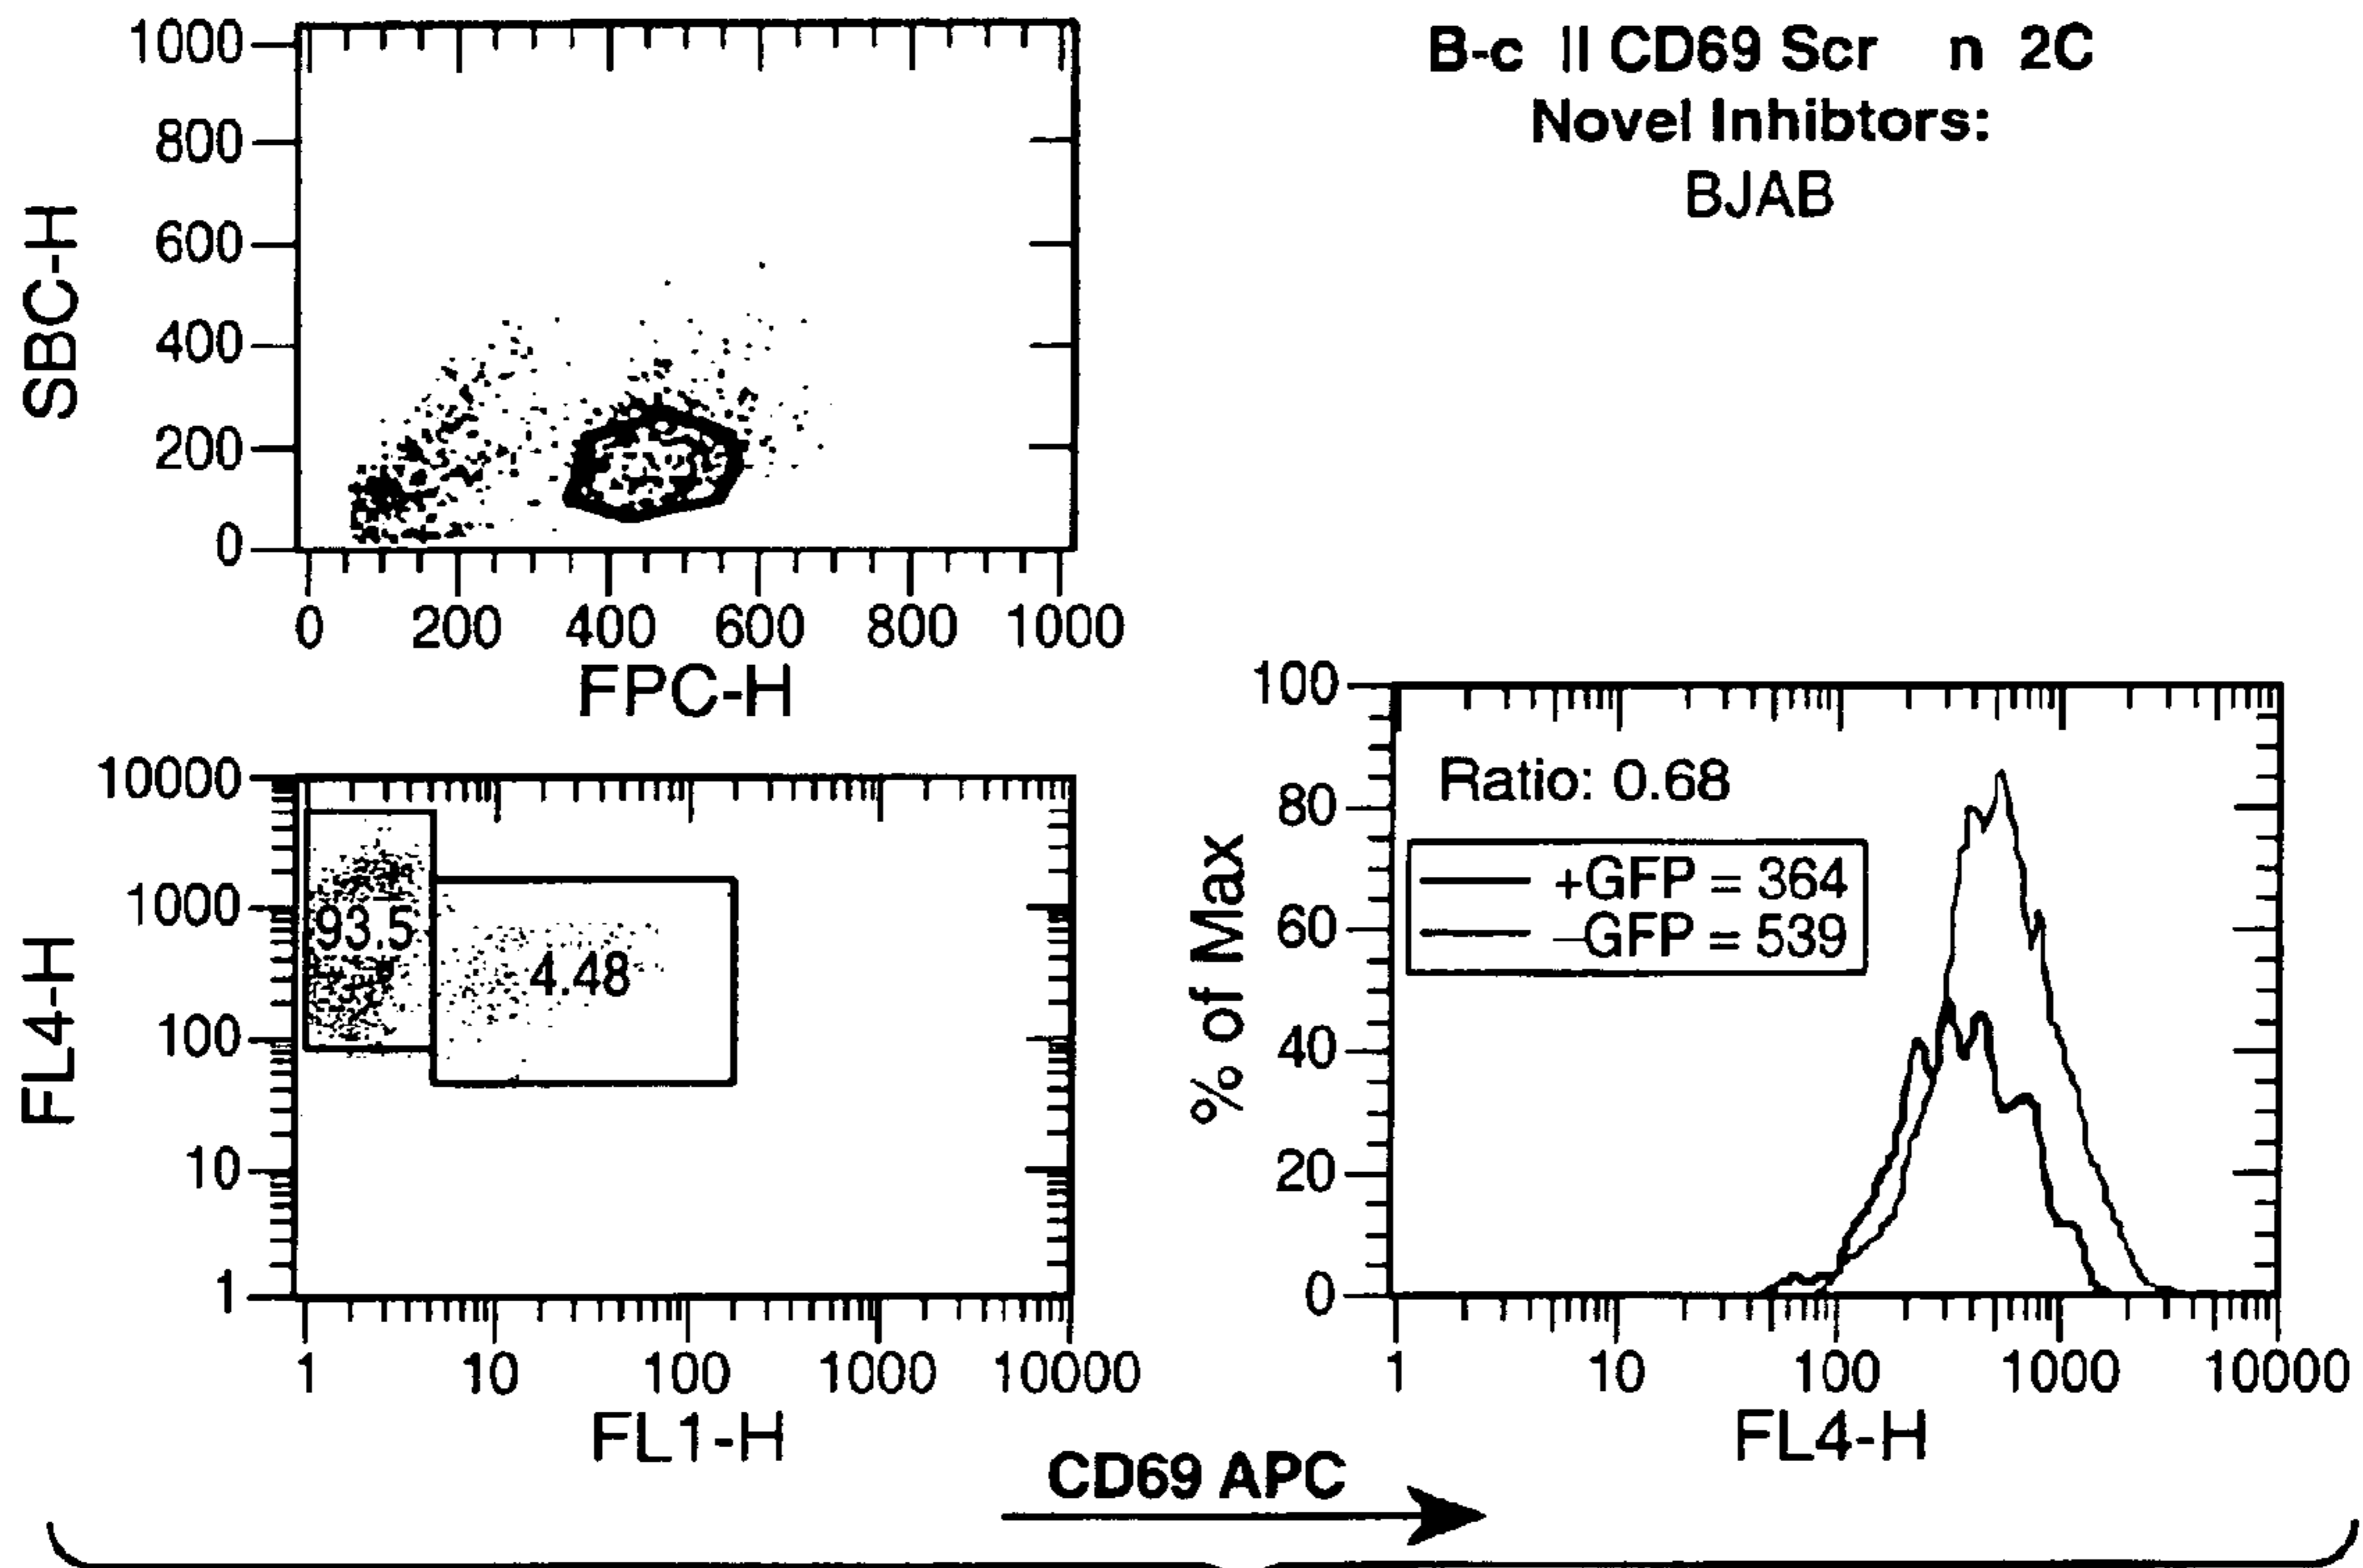 B-c ll CD69 Scr n 2C
Novel Inhibtors:
BJAB
1000
800
600
400
200
0
SBC-H
0 200 400 600 800 1000
FPC-H
10000
1000
100
10
1
FL4-H
93.5
4.48
1 10 100 1000 10000
FL1-H
100
80
60
40
20
0
% of Max
Ratio: 0.68
+GFP = 364
–GFP = 539
1 10 100 1000 10000
FL4-H
CD69 APC